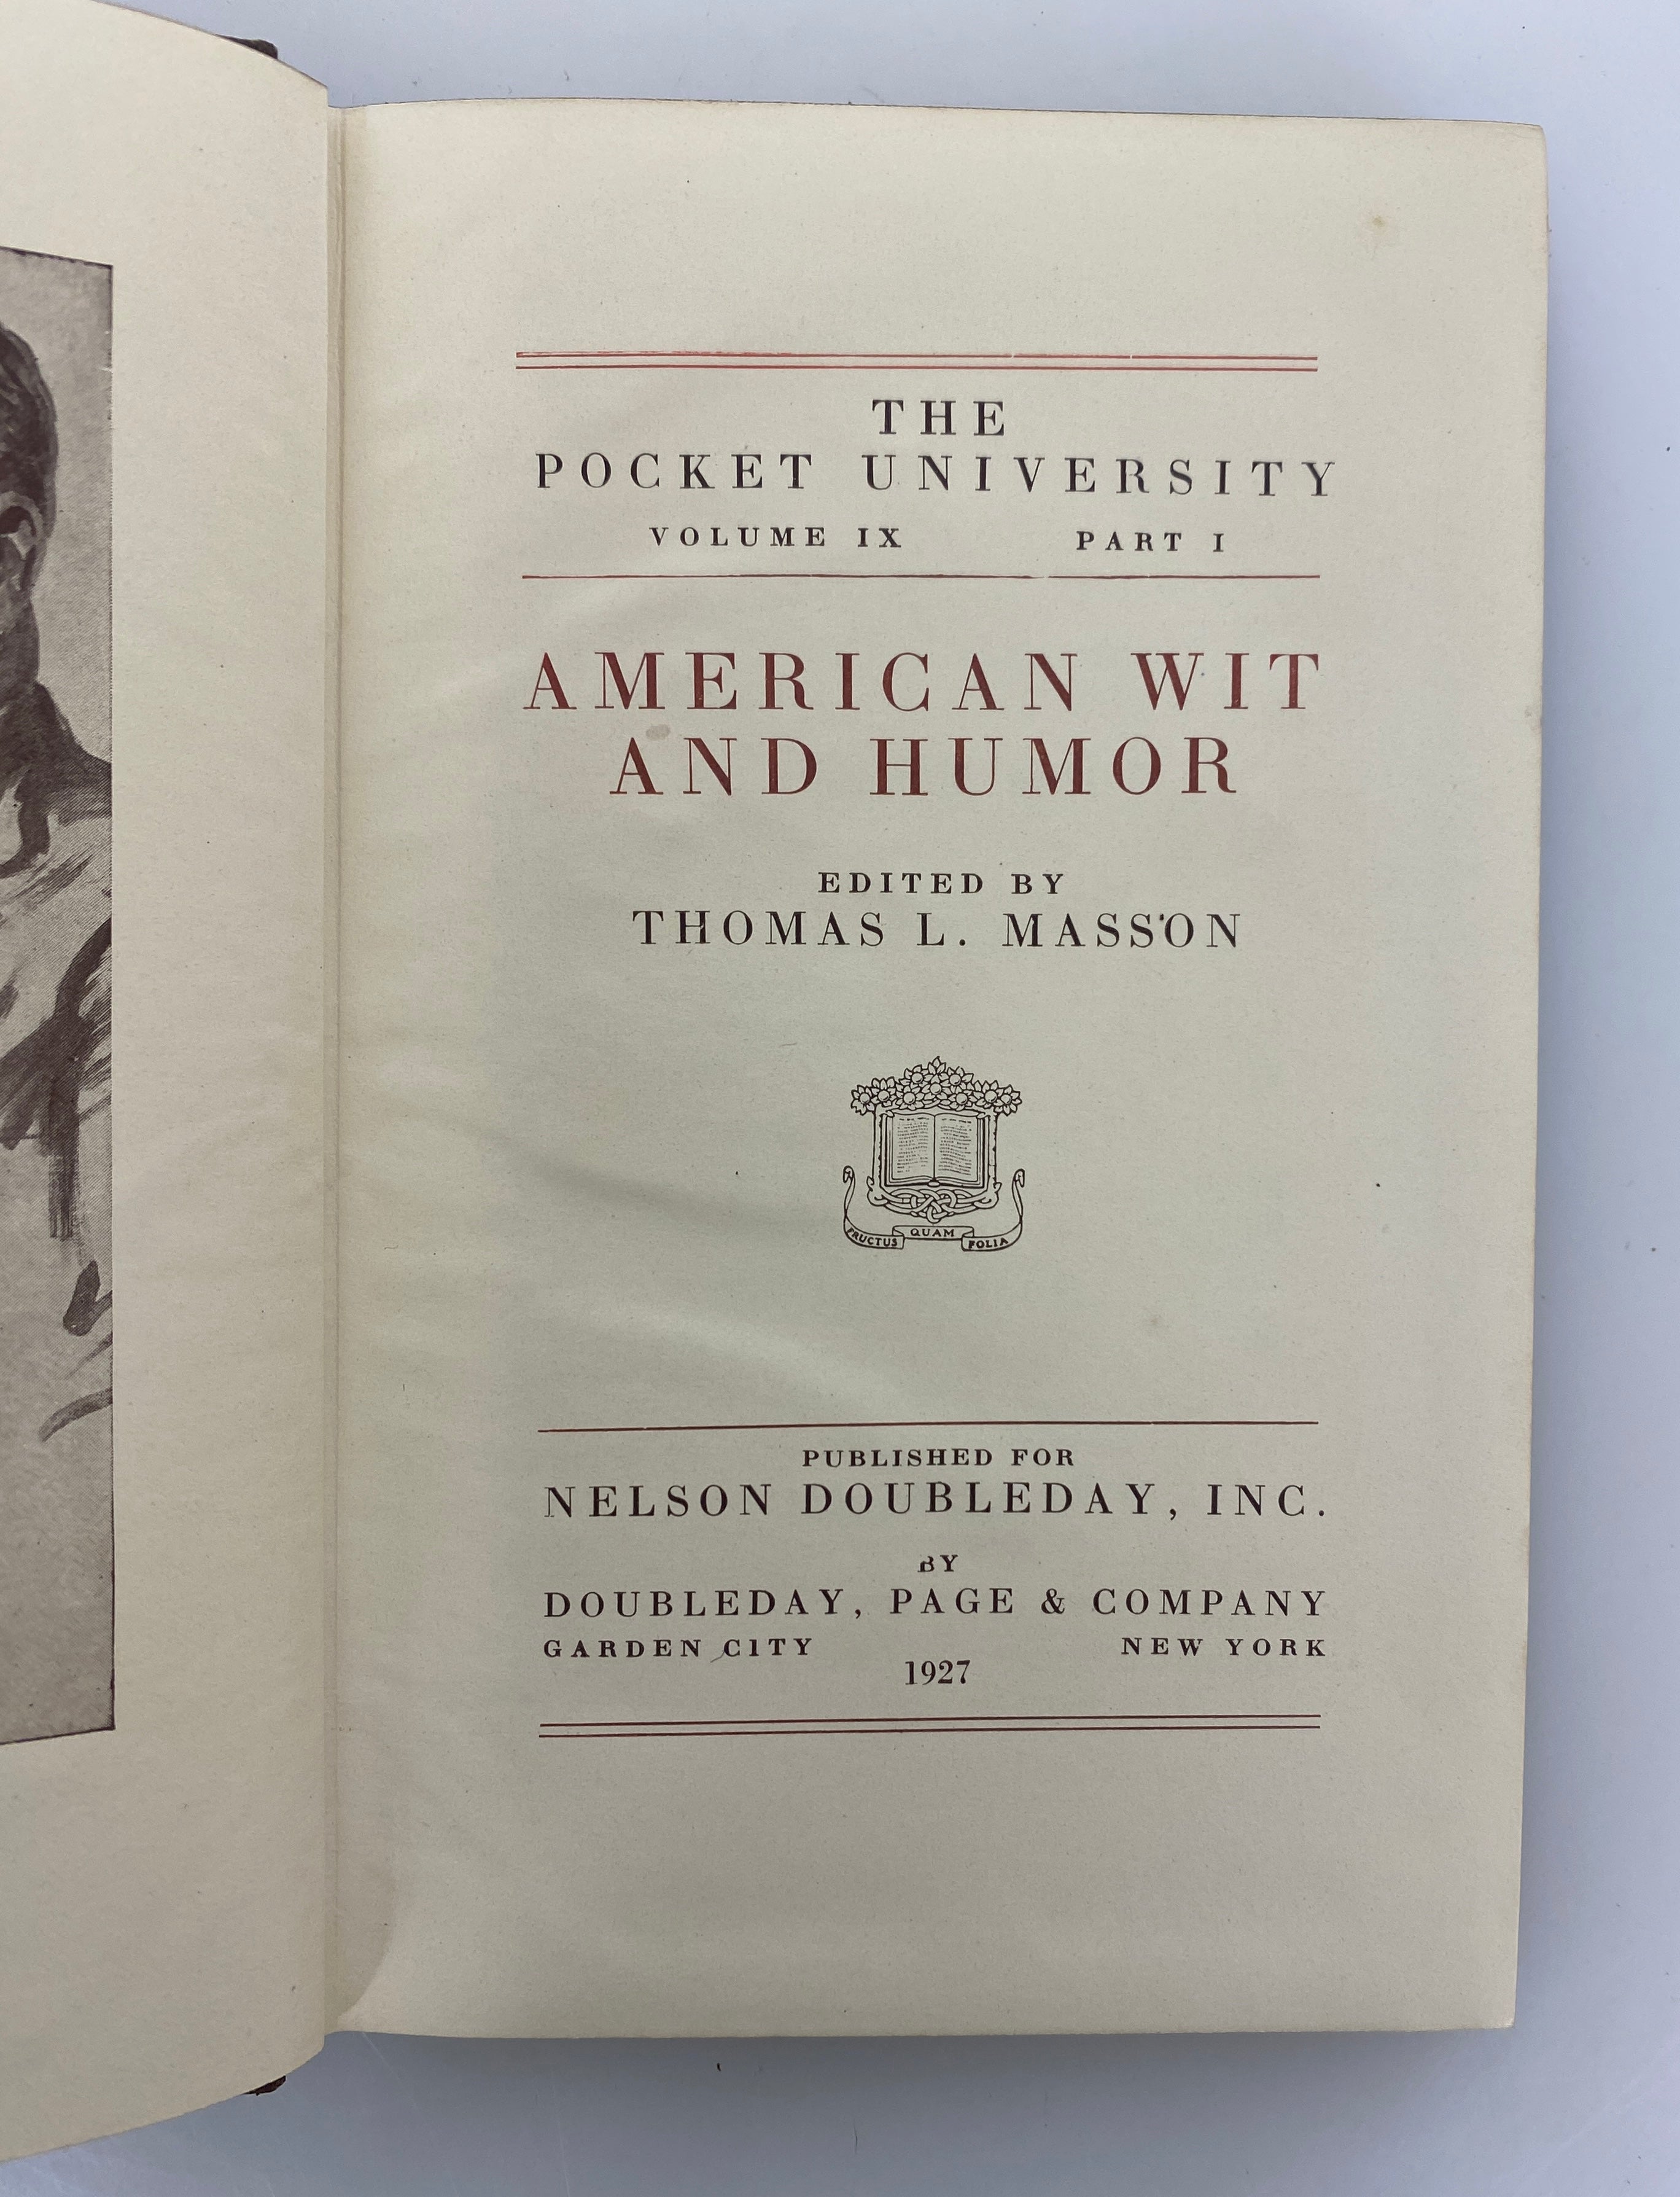 THE
POCKET UNIVERSITY
VOLUME IX PART I
AMERICAN WIT
AND HUMOR
EDITED BY
THOMAS L. MASSON
FRUCTUS QUAM FOLIA
PUBLISHED FOR
NELSON DOUBLEDAY, INC.
BY
DOUBLEDAY, PAGE & COMPANY
GARDEN CITY NEW YORK
1927